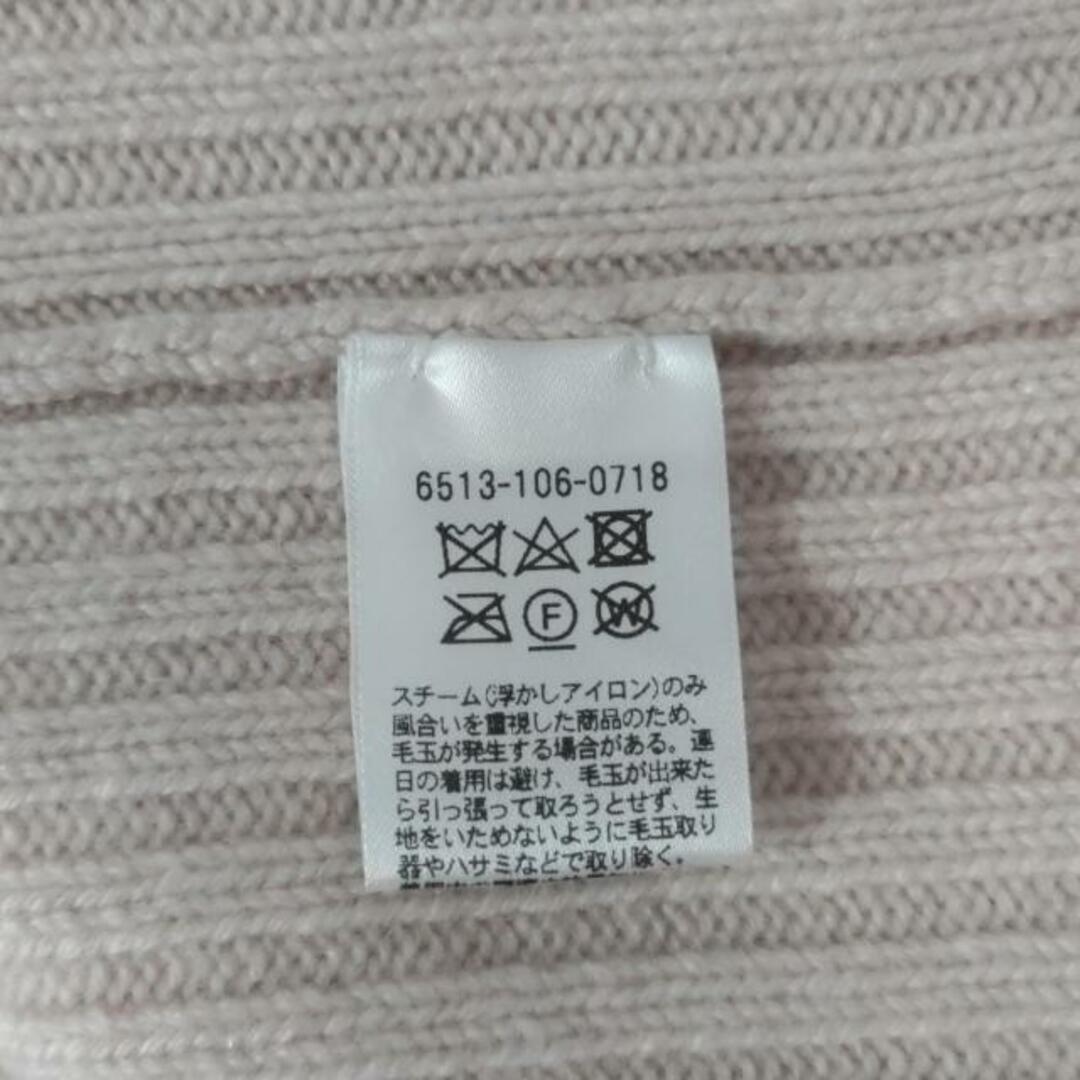 6513-106-0718
F
W
スチーム(浮かしアイロン)のみ
風合いを重視した商品のため、
毛玉が発生する場合がある。連
日の着用は避け、毛玉が出来た
ら引っ張って取ろうとせず、生
地をいためないように毛玉取り
器やハサミなどで取り除く。